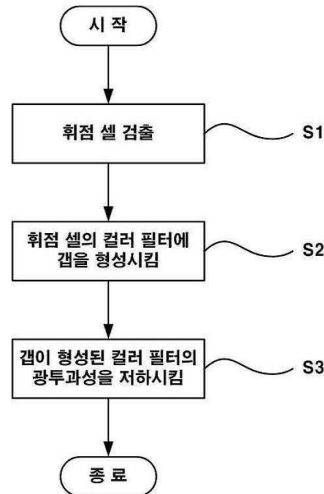 시 작
휘점 셀 검출
S1
휘점 셀의 컬러 필터에
갭을 형성시킴
S2
갭이 형성된 컬러 필터의
광투과성을 저하시킴
S3
종 료